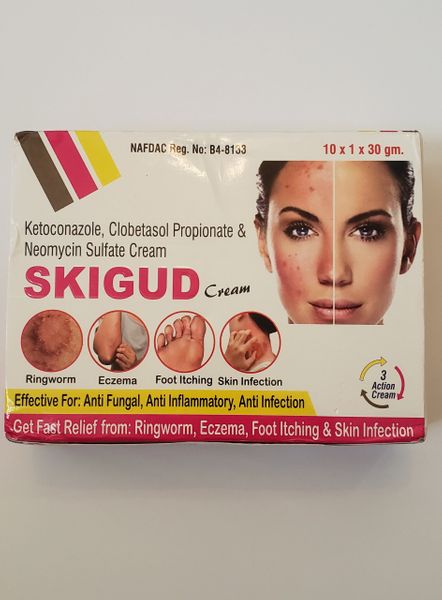 NAFDAC Reg. No: B4-8133
10 x 1 x 30 gm.
Ketoconazole, Clobetasol Propionate &
Neomycin Sulfate Cream
SKIGUD Cream
Ringworm Eczema Foot Itching Skin Infection
3
Action
Cream
Effective For: Anti Fungal, Anti Inflammatory, Anti Infection
Get Fast Relief from: Ringworm, Eczema, Foot Itching & Skin Infection